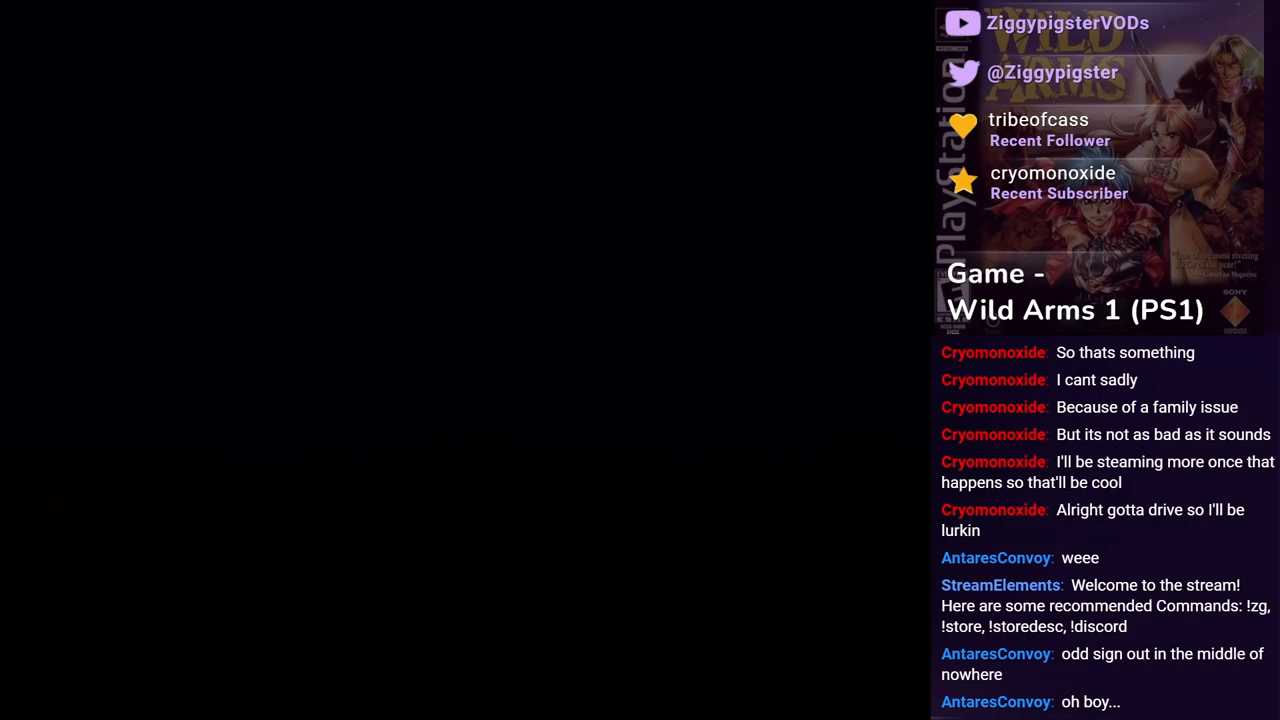 ZiggypigsterVODs
@Ziggypigster
tribeofcass
Recent Follower
cryomonoxide
Recent Subscriber
WILD
ARMS
PlayStation
SONY
Game -
Wild Arms 1 (PS1)
Cryomonoxide: So thats something
Cryomonoxide: I cant sadly
Cryomonoxide: Because of a family issue
Cryomonoxide: But its not as bad as it sounds
Cryomonoxide: I'll be steaming more once that
happens so that'll be cool
Cryomonoxide: Alright gotta drive so I'll be
lurkin
AntaresConvoy: weee
StreamElements: Welcome to the stream!
Here are some recommended Commands: !zg,
!store, !storedesc, !discord
AntaresConvoy: odd sign out in the middle of
nowhere
AntaresConvoy: oh boy...